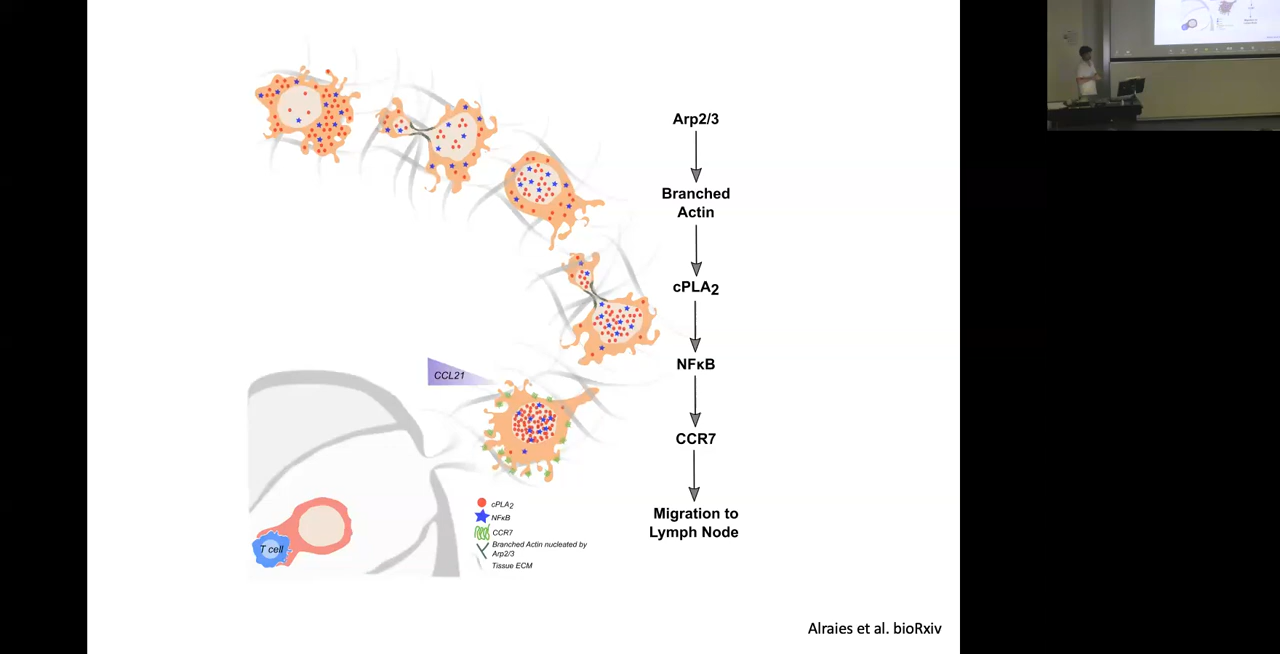 Arp2/3
Branched
Actin
cPLA2
NFκB
CCR7
Migration to
Lymph Node
CCL21
T cell
cPLA2
NFκB
CCR7
Branched Actin nucleated by
Arp2/3
Tissue ECM
Alraies et al. bioRxiv